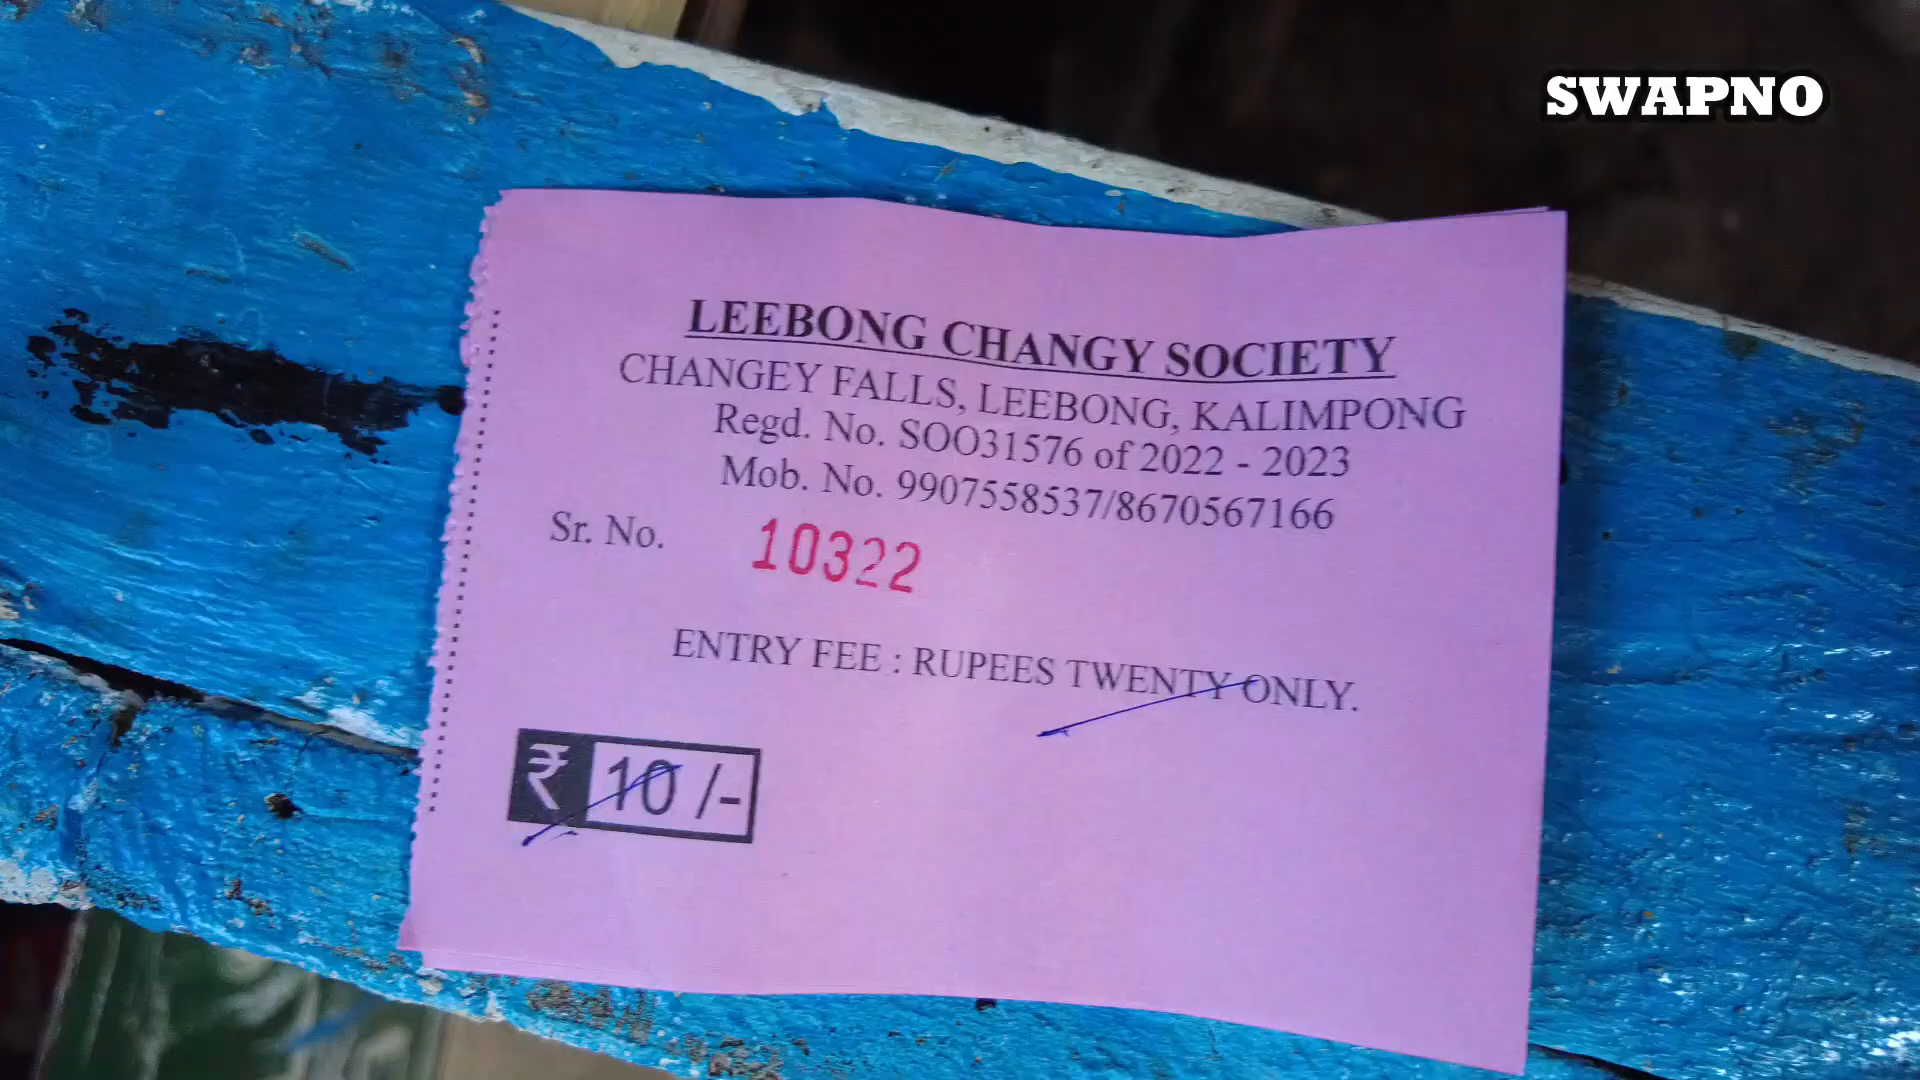 SWAPNO
LEEBONG CHANGY SOCIETY
CHANGEY FALLS, LEEBONG, KALIMPONG
Regd. No. SOO31576 of 2022 - 2023
Mob. No. 9907558537/8670567166
Sr. No. 10322
ENTRY FEE : RUPEES TWENTY ONLY.
₹ 10 /-